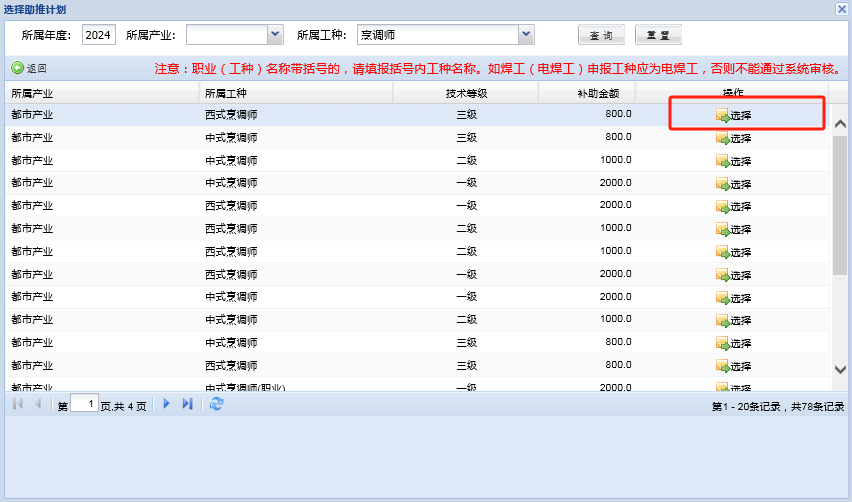 选择助推计划
所属年度: 2024 所属产业: 所属工种: 烹调师 查 询 重 置
返回 注意：职业（工种）名称带括号的，请填报括号内工种名称。如焊工（电焊工）申报工种应为电焊工，否则不能通过系统审核。
所属产业 所属工种 技术等级 补助金额 操作
都市产业 西式烹调师 三级 800.0 选择
都市产业 中式烹调师 三级 800.0 选择
都市产业 中式烹调师 二级 1000.0 选择
都市产业 中式烹调师 一级 2000.0 选择
都市产业 西式烹调师 一级 2000.0 选择
都市产业 西式烹调师 二级 1000.0 选择
都市产业 西式烹调师 二级 1000.0 选择
都市产业 西式烹调师 一级 2000.0 选择
都市产业 中式烹调师 一级 2000.0 选择
都市产业 中式烹调师 二级 1000.0 选择
都市产业 中式烹调师 三级 800.0 选择
都市产业 西式烹调师 三级 800.0 选择
都市产业 中式烹调师(职业) 一级 2000.0 选择
第 1 页,共 4 页 第1 - 20条记录，共78条记录